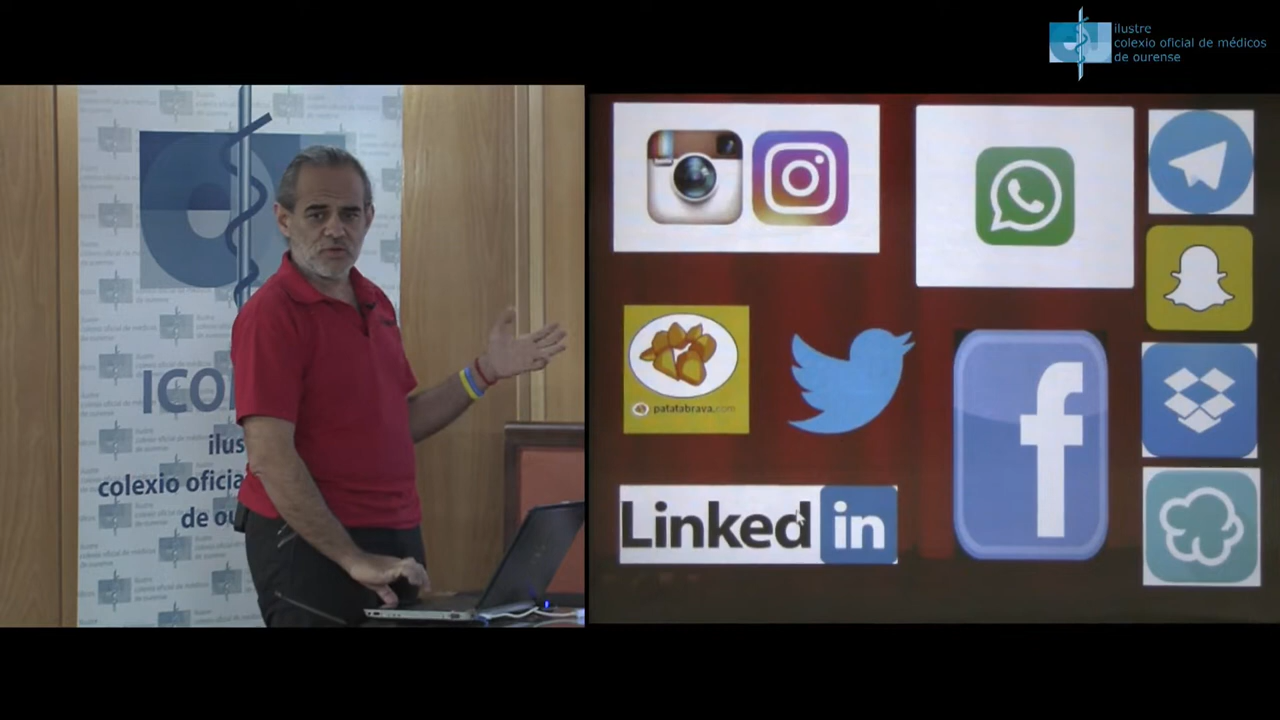 ilustre
colexio oficial de médicos
de ourense
ICO
ilus
colexio oficia
de ou
patatabrava.com
Linked in
f